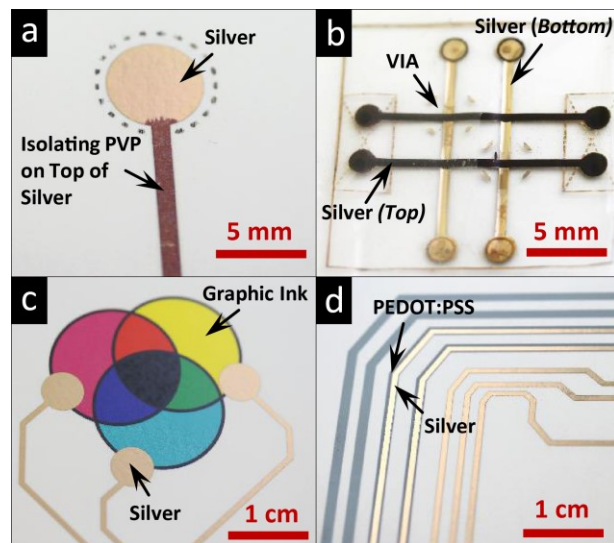 a
Silver
Isolating PVP
on Top of
Silver
5 mm
b
Silver (Bottom)
VIA
Silver (Top)
5 mm
c
Graphic Ink
Silver
1 cm
d
PEDOT:PSS
Silver
1 cm